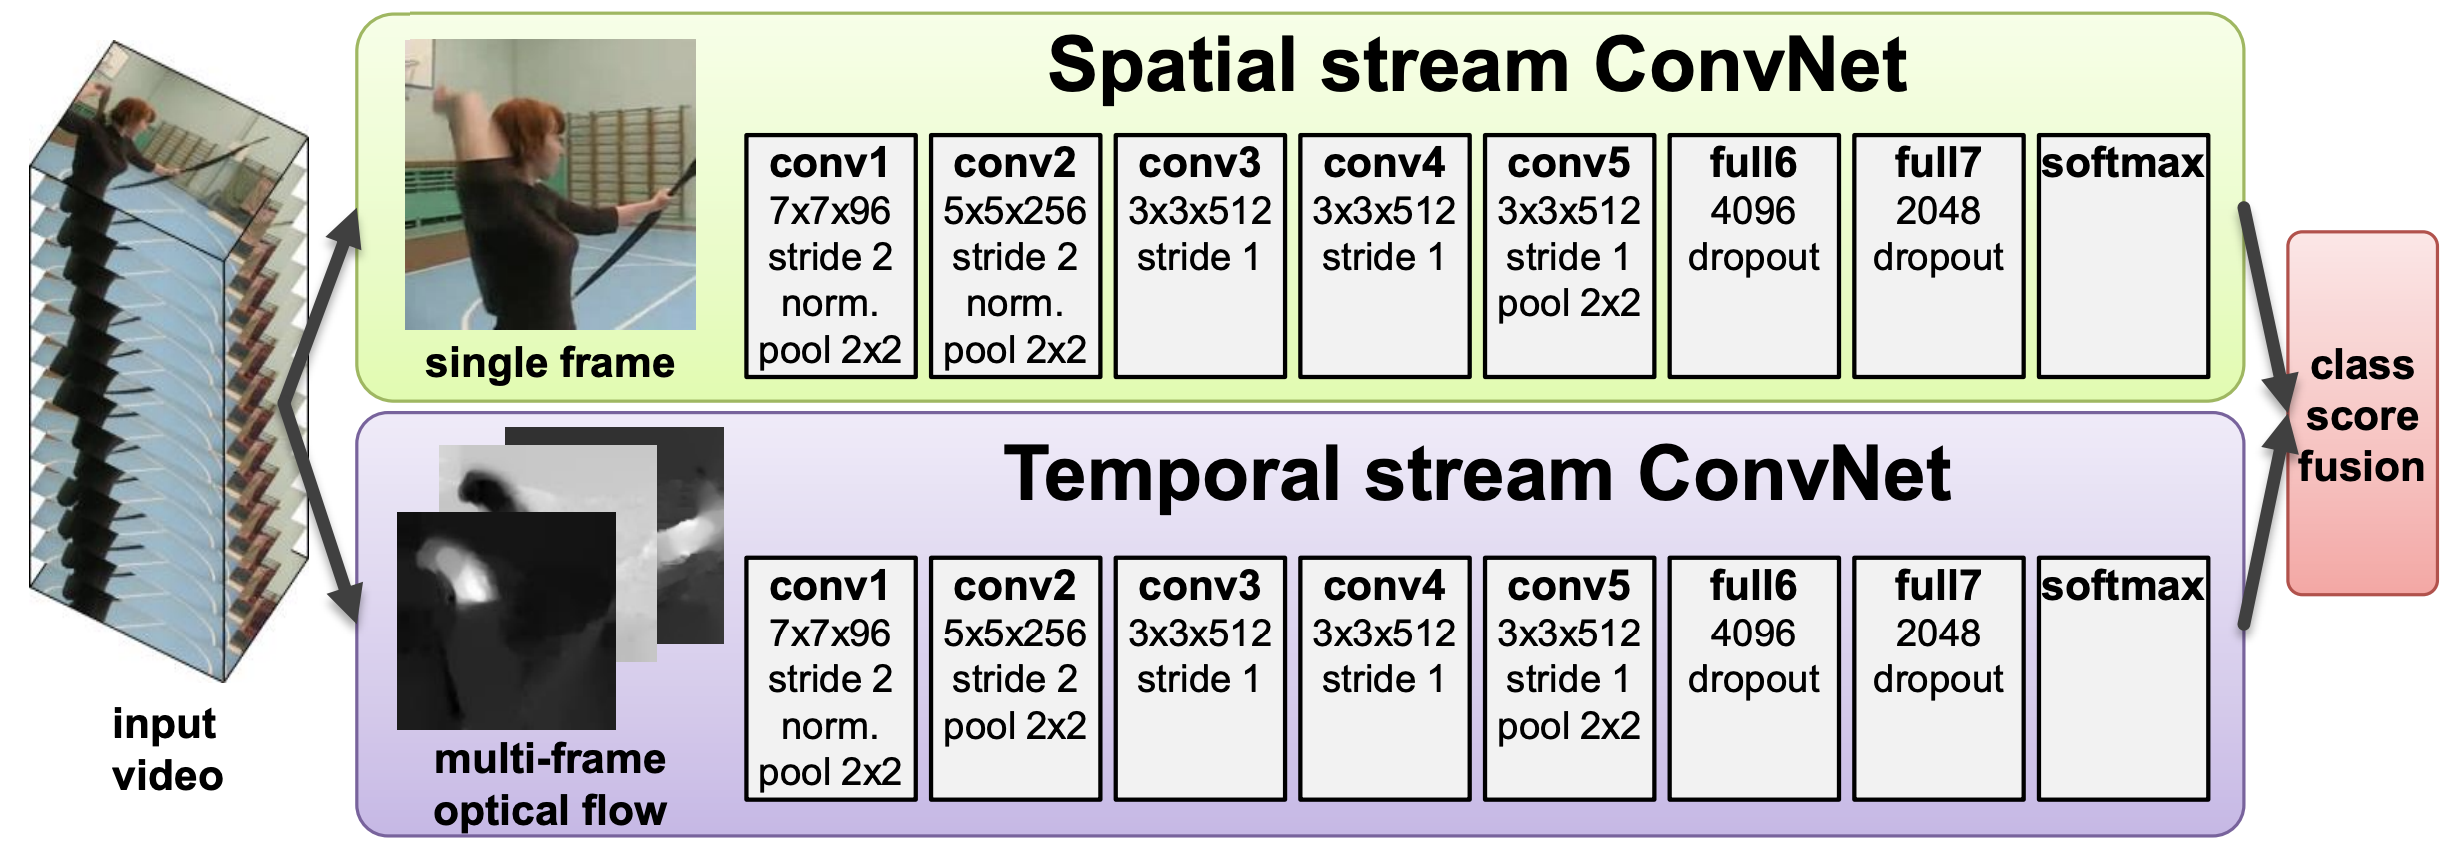 Spatial stream ConvNet
single frame
conv1
7x7x96
stride 2
norm.
pool 2x2
conv2
5x5x256
stride 2
norm.
pool 2x2
conv3
3x3x512
stride 1
conv4
3x3x512
stride 1
conv5
3x3x512
stride 1
pool 2x2
full6
4096
dropout
full7
2048
dropout
softmax
Temporal stream ConvNet
input
video
multi-frame
optical flow
conv1
7x7x96
stride 2
norm.
pool 2x2
conv2
5x5x256
stride 2
pool 2x2
conv3
3x3x512
stride 1
conv4
3x3x512
stride 1
conv5
3x3x512
stride 1
pool 2x2
full6
4096
dropout
full7
2048
dropout
softmax
class
score
fusion